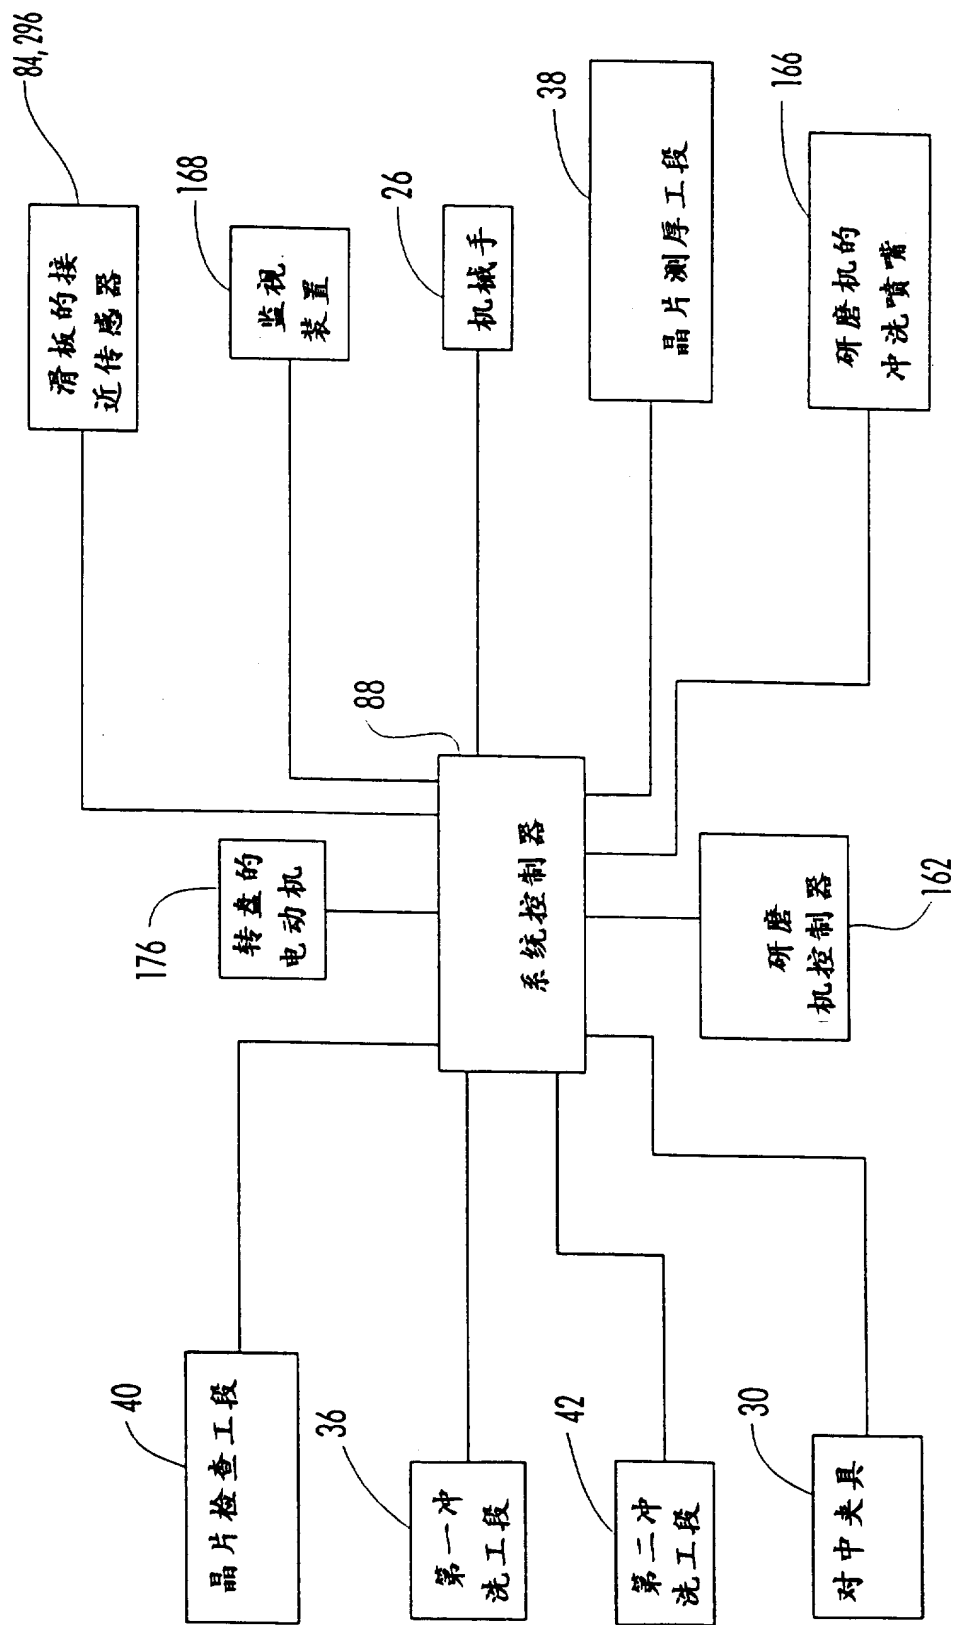 84,296
滑板的接
近传感器
40
晶片检查工段
176
转盘的
电动机
168
监视
装置
36
第一冲
洗工段
88
系统控制器
26
机械手
42
第二冲
洗工段
38
晶片测厚工段
研磨
机控制器
162
30
对中夹具
166
研磨机的
冲洗喷嘴